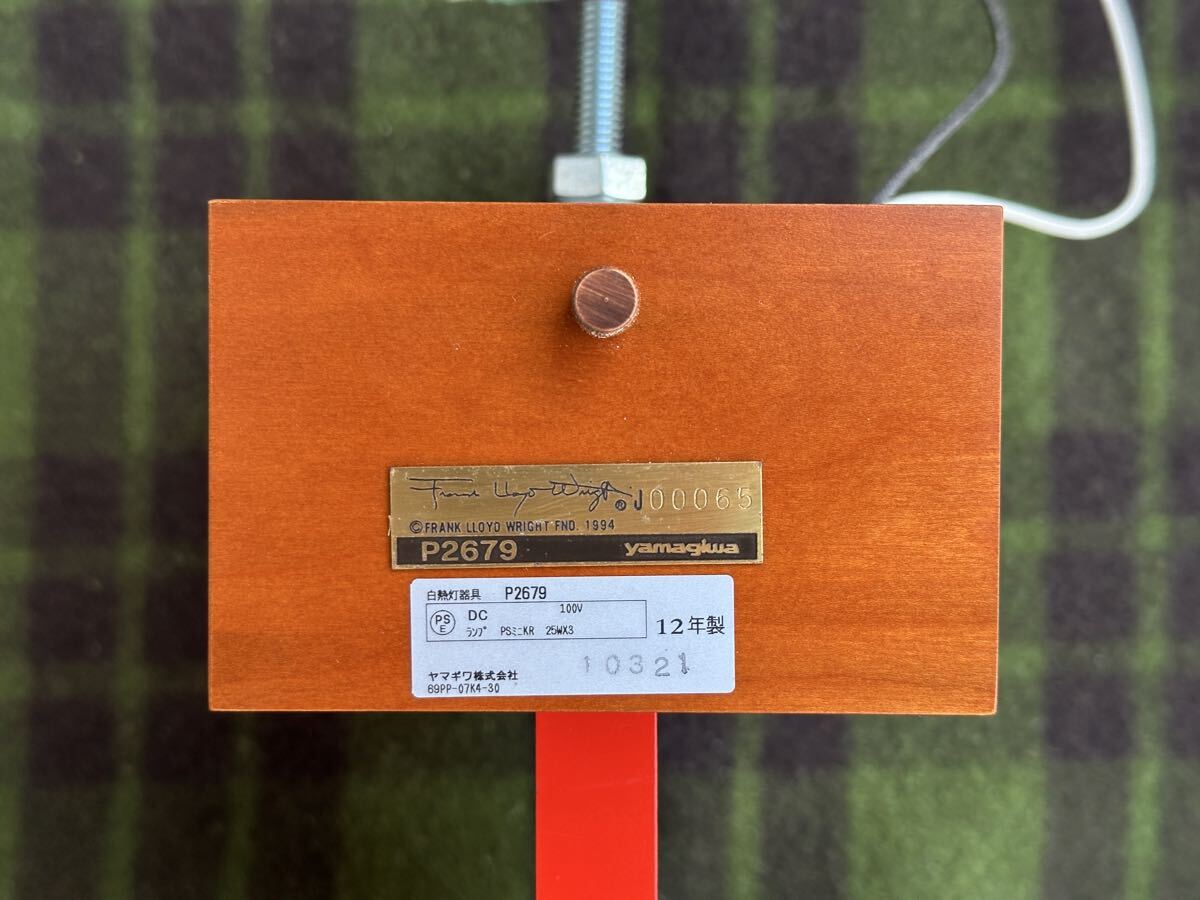 Frank Lloyd Wright ® J00065
©FRANK LLOYD WRIGHT FND. 1994
P2679 yamagiwa
白熱灯器具 P2679
PS E DC 100V
ランプ PSミニKR 25WX3
12年製
10321
ヤマギワ株式会社
69PP-07K4-30